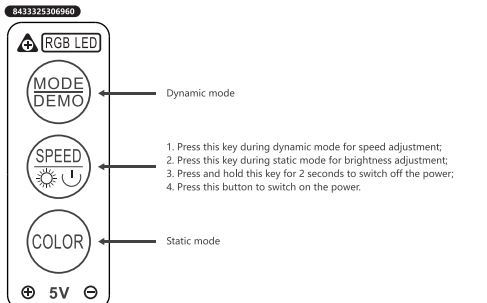 8433325306960
RGB LED
MODE
DEMO
Dynamic mode
SPEED
1. Press this key during dynamic mode for speed adjustment;
2. Press this key during static mode for brightness adjustment;
3. Press and hold this key for 2 seconds to switch off the power;
4. Press this button to switch on the power.
COLOR
Static mode
5V